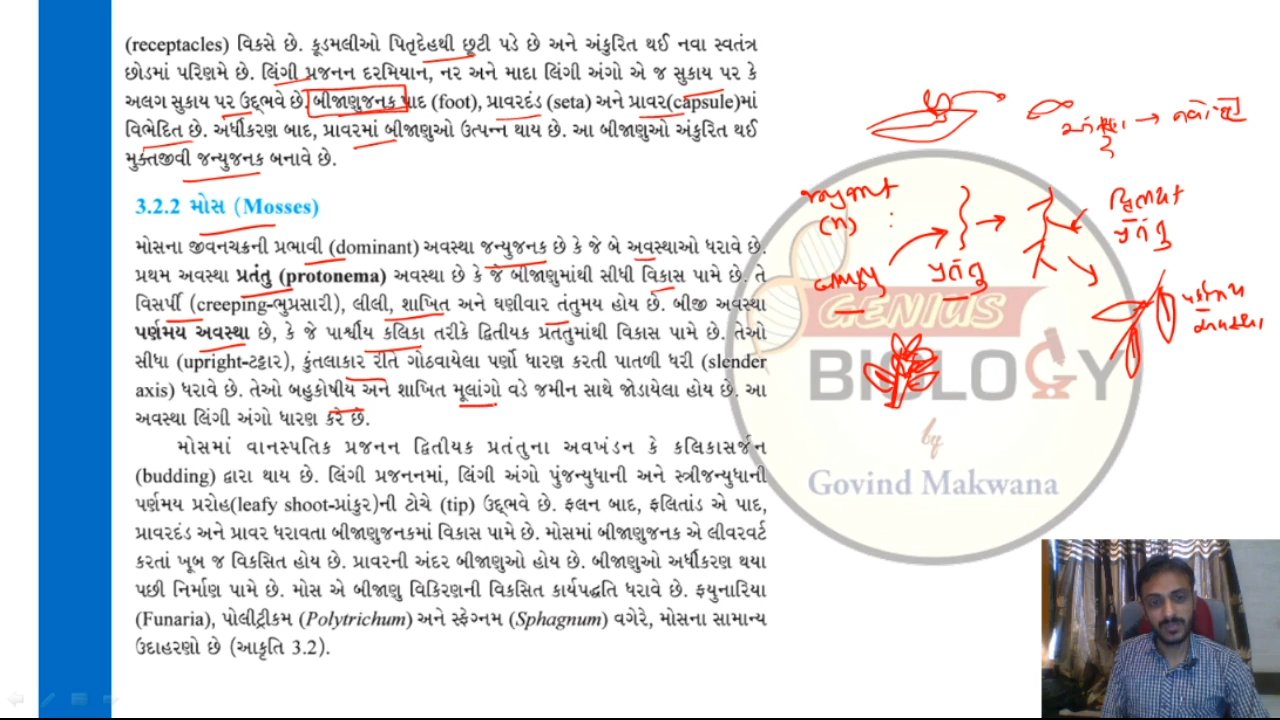 (receptacles) વિકસે છે. કૂડમલીઓ પિતૃદેહથી છૂટી પડે છે અને અંકુરિત થઈ નવા સ્વતંત્ર
છોડમાં પરિણમે છે. લિંગી પ્રજનન દરમિયાન, નર અને માદા લિંગી અંગો એ જ સુકાય પર કે
અલગ સુકાય પર ઉદ્ભવે છે. બીજાણુજનક પાદ (foot), પ્રાવરદંડ (seta) અને પ્રાવર(capsule)માં
વિભેદિત છે. અર્ધીકરણ બાદ, પ્રાવરમાં બીજાણુઓ ઉત્પન્ન થાય છે. આ બીજાણુઓ અંકુરિત થઈ
મુક્તજીવી જન્યુજનક બનાવે છે.
3.2.2 મોસ (Mosses)
મોસના જીવનચક્રની પ્રભાવી (dominant) અવસ્થા જન્યુજનક છે કે જે બે અવસ્થાઓ ધરાવે છે.
પ્રથમ અવસ્થા પ્રતંતુ (protonema) અવસ્થા છે કે જે બીજાણુમાંથી સીધી વિકાસ પામે છે. તે
વિસર્પી (creeping-ભુપ્રસારી), લીલી, શાખિત અને ઘણીવાર તંતુમય હોય છે. બીજી અવસ્થા
પર્ણમય અવસ્થા છે, કે જે પાર્શ્વીય કલિકા તરીકે દ્વિતીયક પ્રતંતુમાંથી વિકાસ પામે છે. તેઓ
સીધા (upright-ટટ્ટાર), કુંતલાકાર રીતે ગોઠવાયેલા પર્ણો ધારણ કરતી પાતળી ધરી (slender
axis) ધરાવે છે. તેઓ બહુકોષીય અને શાખિત મૂલાંગો વડે જમીન સાથે જોડાયેલા હોય છે. આ
અવસ્થા લિંગી અંગો ધારણ કરે છે.
મોસમાં વાનસ્પતિક પ્રજનન દ્વિતીયક પ્રતંતુના અવખંડન કે કલિકાસર્જન
(budding) દ્વારા થાય છે. લિંગી પ્રજનનમાં, લિંગી અંગો પુંજન્યુધાની અને સ્ત્રીજન્યુધાની
પર્ણમય પ્રરોહ(leafy shoot-પ્રાંકુર)ની ટોચે (tip) ઉદ્ભવે છે. ફલન બાદ, ફલિતાંડ એ પાદ,
પ્રાવરદંડ અને પ્રાવર ધરાવતા બીજાણુજનકમાં વિકાસ પામે છે. મોસમાં બીજાણુજનક એ લીવરવર્ટ
કરતાં ખૂબ જ વિકસિત હોય છે. પ્રાવરની અંદર બીજાણુઓ હોય છે. બીજાણુઓ અર્ધીકરણ થયા
પછી નિર્માણ પામે છે. મોસ એ બીજાણુ વિકિરણની વિકસિત કાર્યપદ્ધતિ ધરાવે છે. ફ્યુનારિયા
(Funaria), પોલીટ્રીકમ (Polytrichum) અને સ્ફેગ્નમ (Sphagnum) વગેરે, મોસના સામાન્ય
ઉદાહરણો છે (આકૃતિ 3.2).
(n) :
પ્રતંતુ
દ્વિતીયક
પ્રતંતુ
પર્ણમય
અવસ્થા
GENIUS
BIOLOGY
by
Govind Makwana